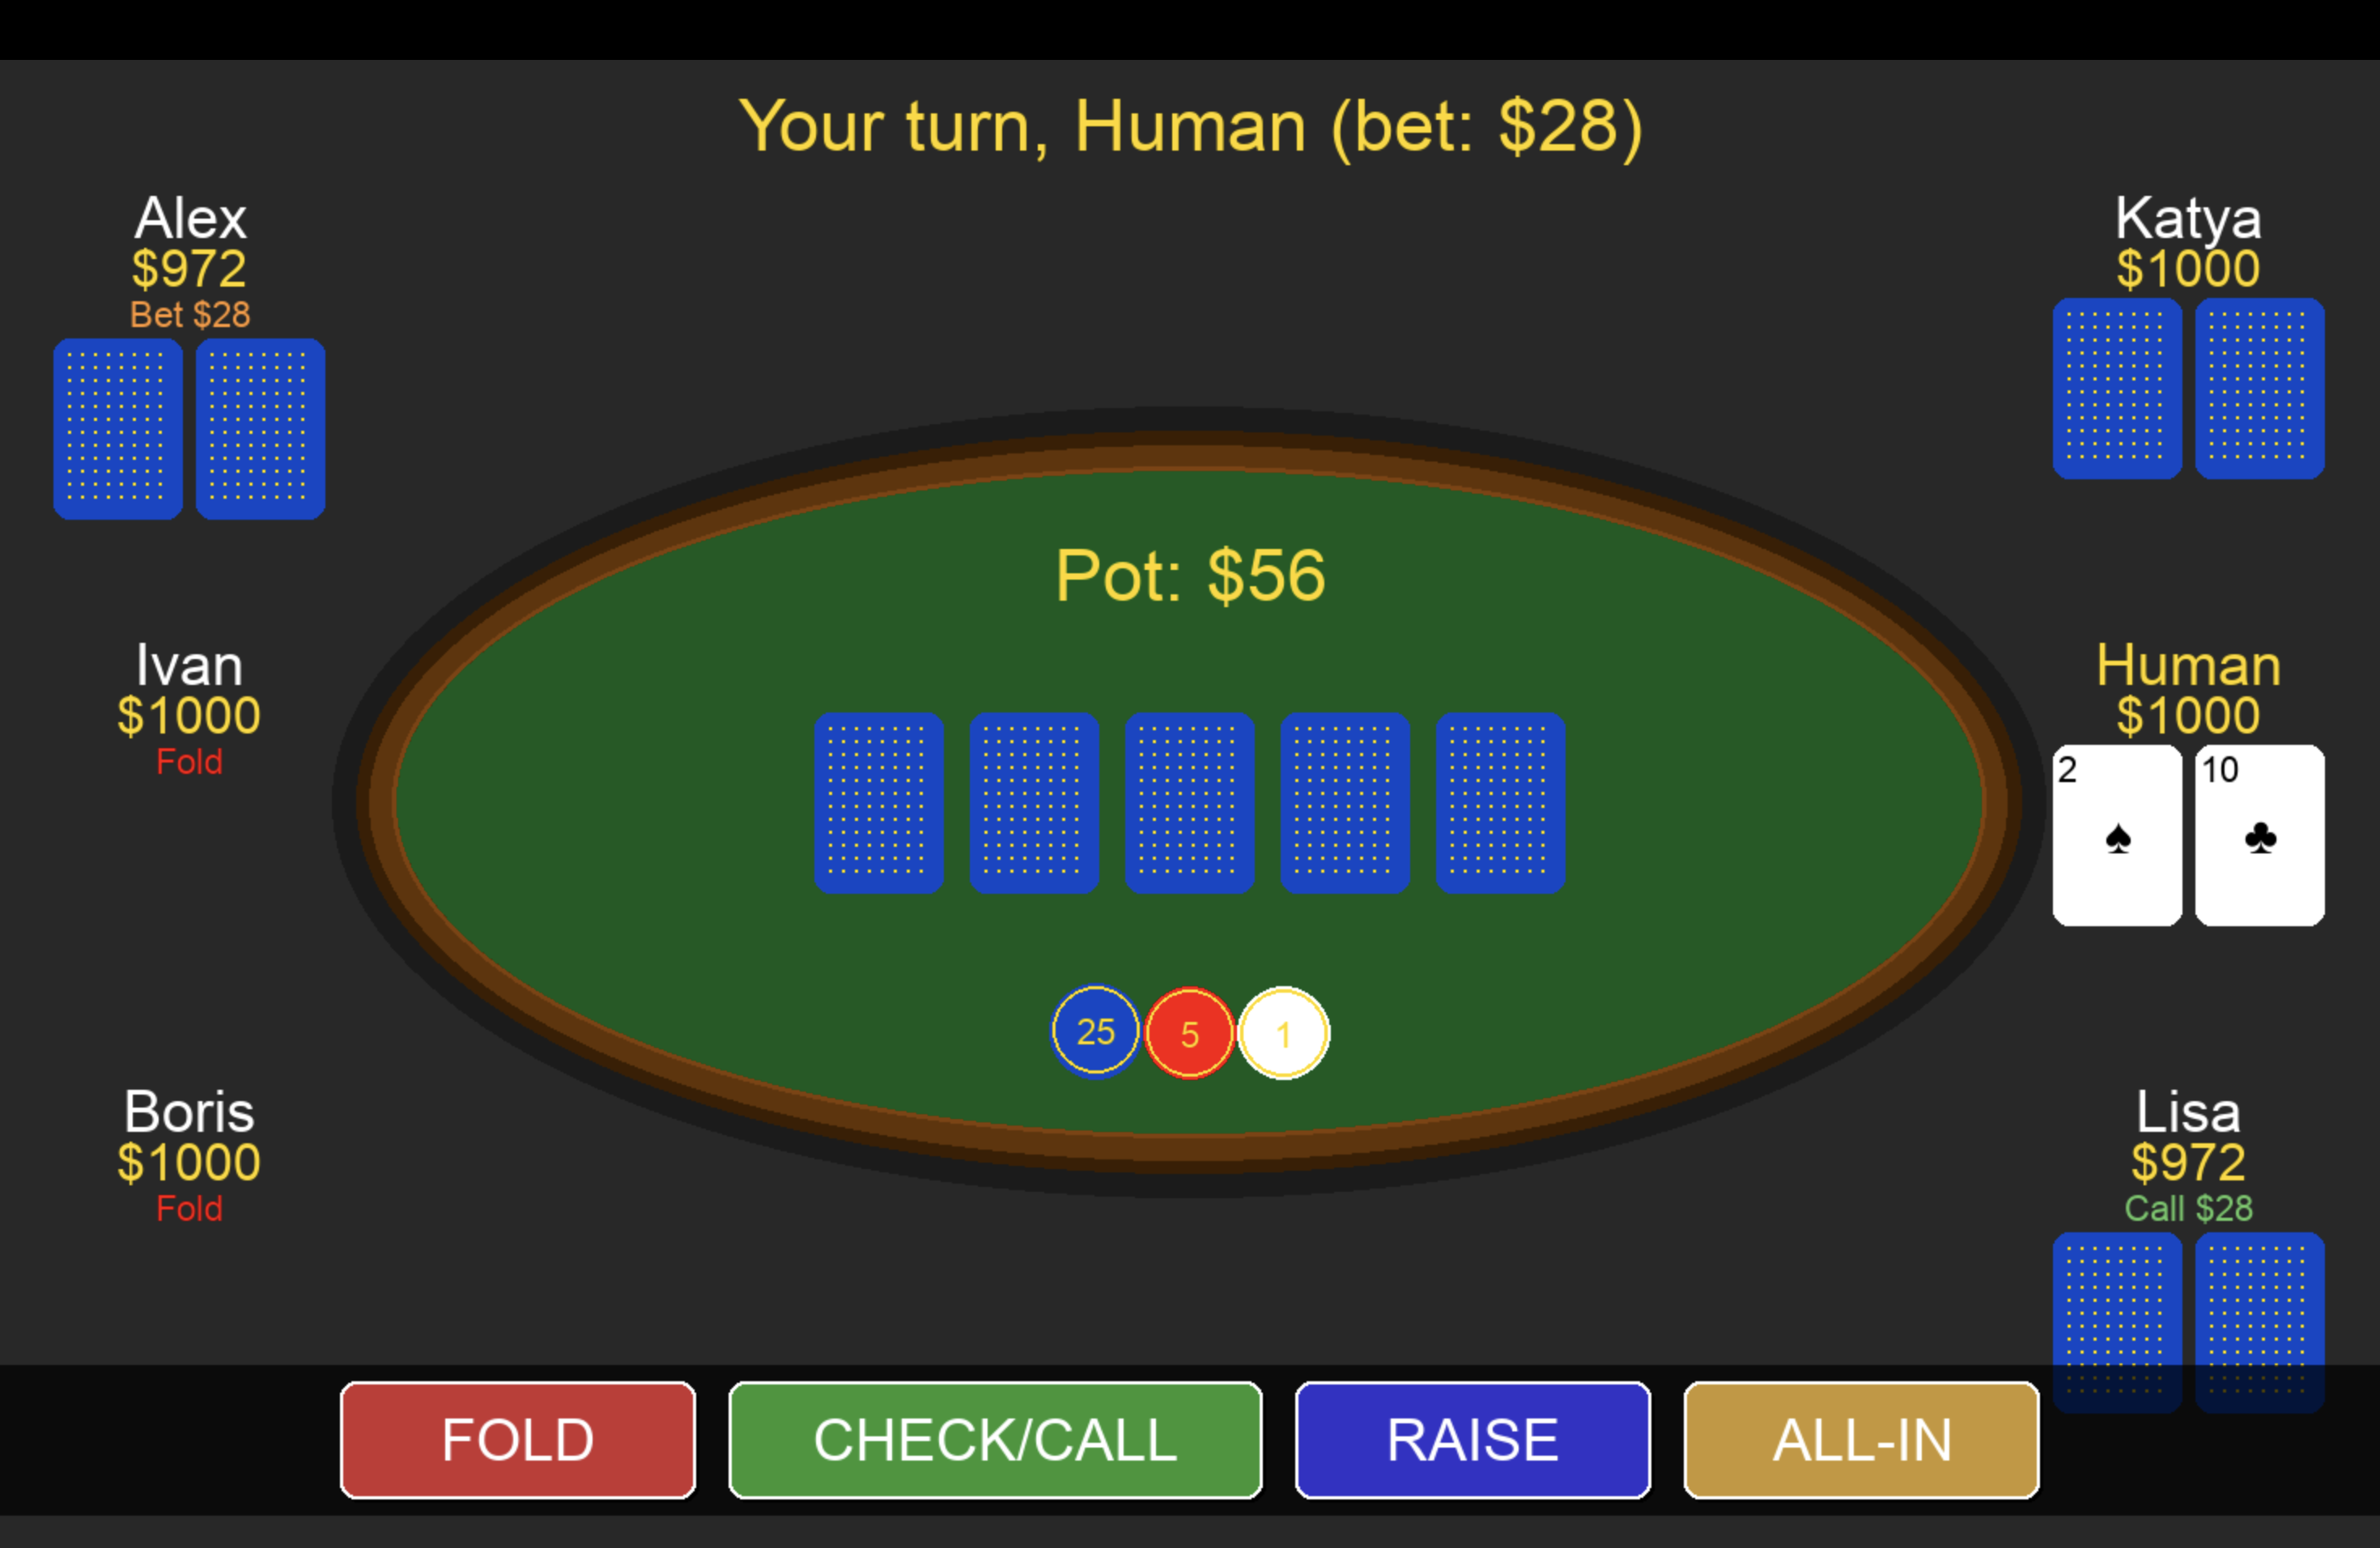 Your turn, Human (bet: $28)
Alex
$972
Bet $28
Katya
$1000
Pot: $56
Ivan
$1000
Fold
Human
$1000
2
♠
10
♣
25
5
1
Boris
$1000
Fold
Lisa
$972
Call $28
FOLD
CHECK/CALL
RAISE
ALL-IN